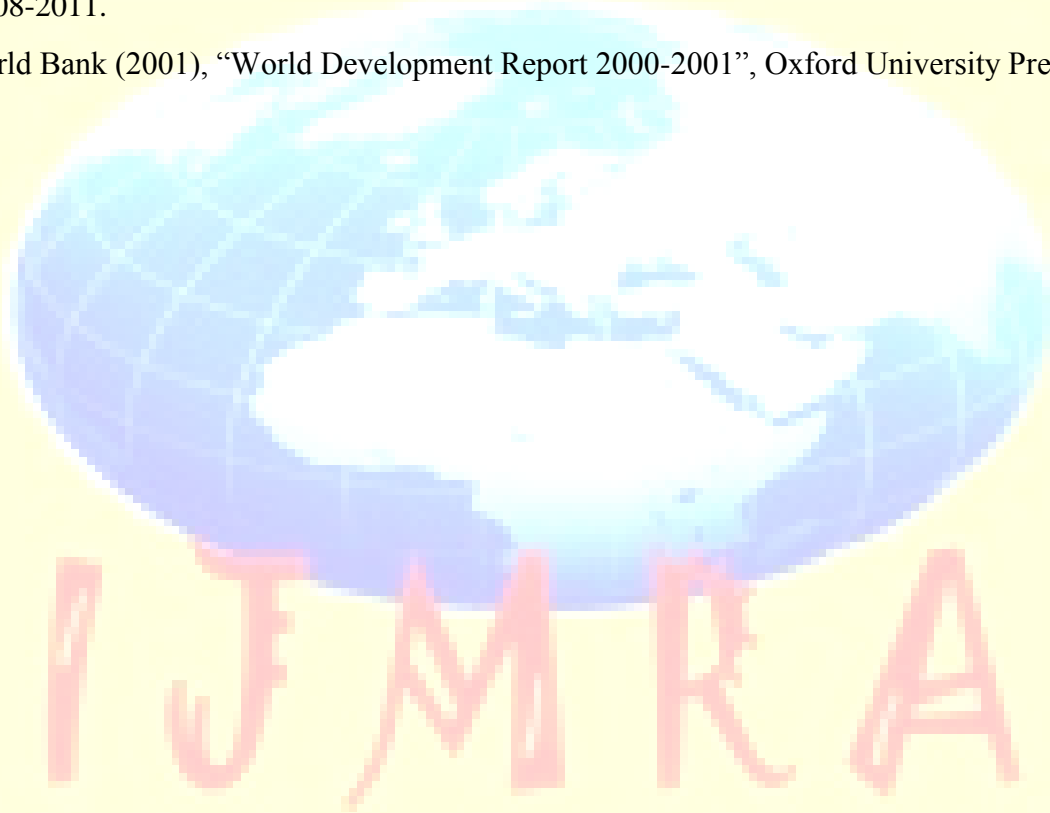 08-2011.
rld Bank (2001), “World Development Report 2000-2001”, Oxford University Pre
IJMRA